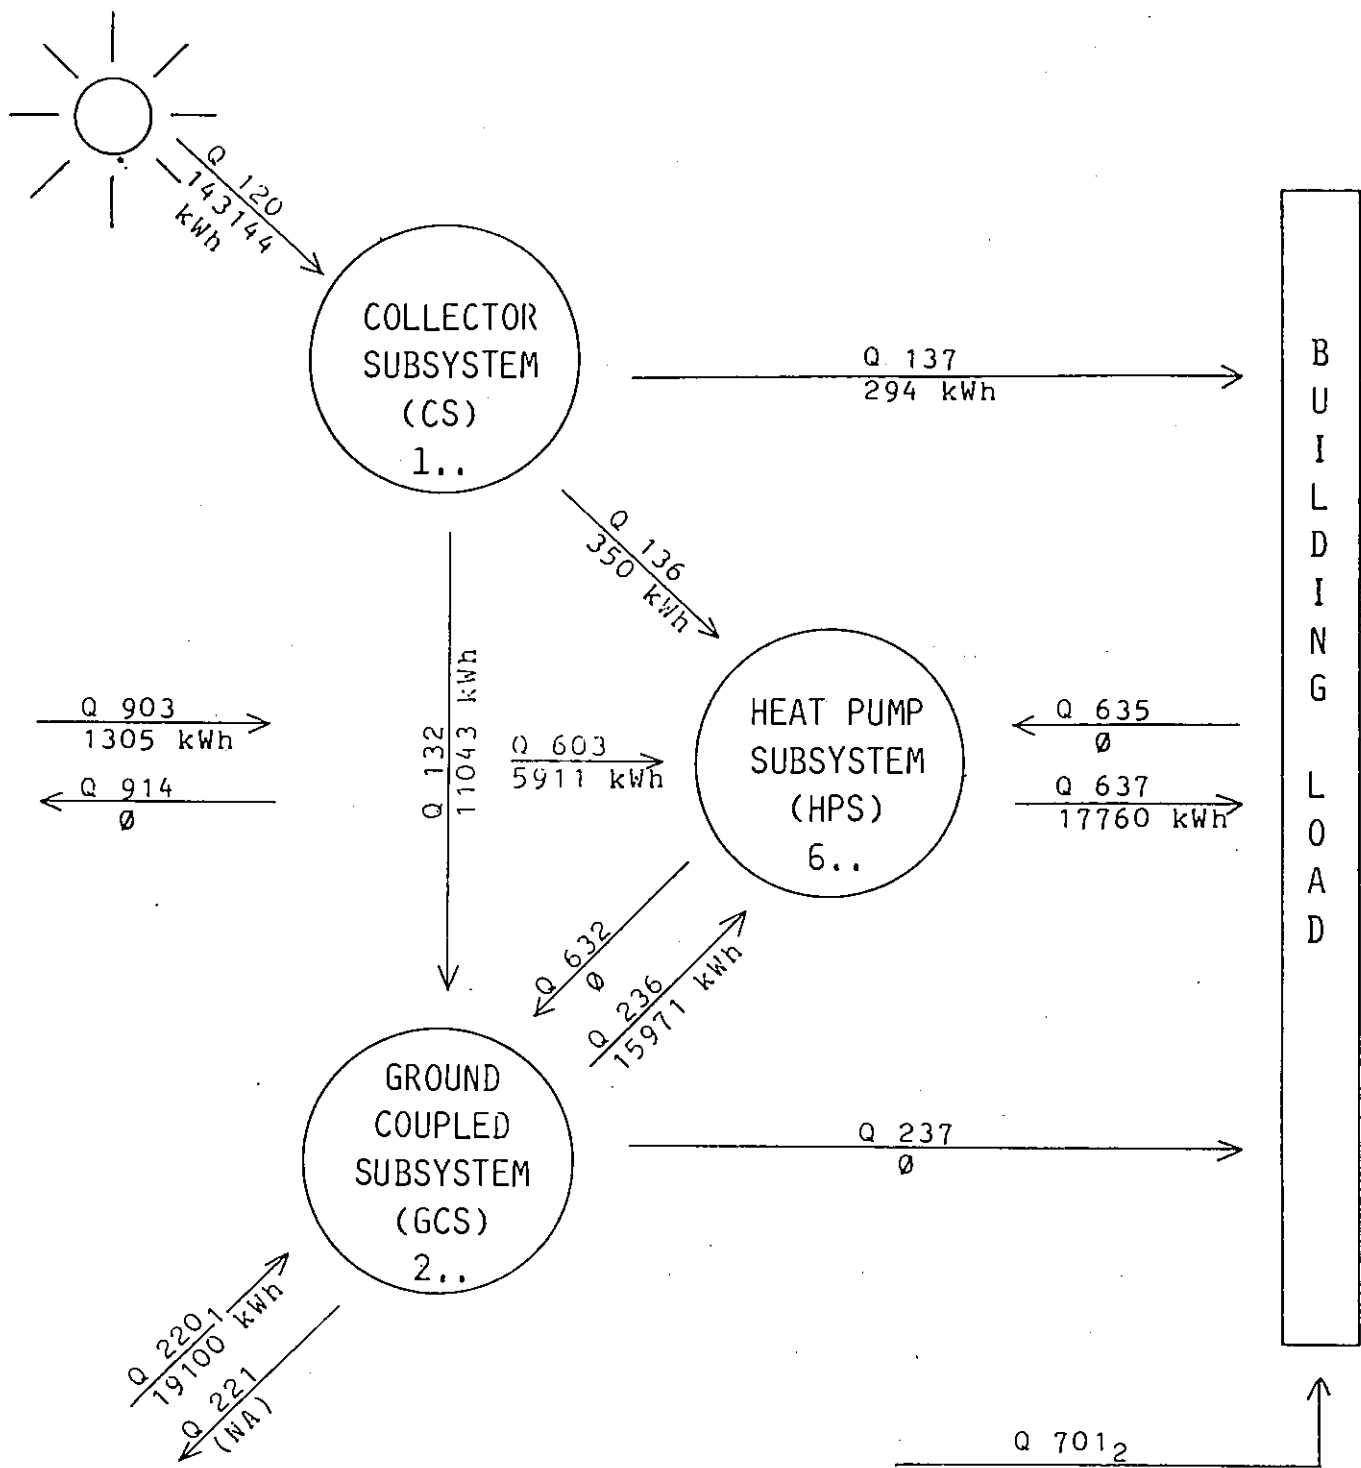 Q 120
143144
kWh
COLLECTOR
SUBSYSTEM
(CS)
1..
Q 137
294 kWh
Q 136
350 kWh
Q 132
11043 kWh
Q 903
1305 kWh
Q 914
Ø
Q 603
5911 kWh
HEAT PUMP
SUBSYSTEM
(HPS)
6..
Q 635
Ø
Q 637
17760 kWh
Q 632
Ø
Q 236
15971 kWh
GROUND
COUPLED
SUBSYSTEM
(GCS)
2..
Q 237
Ø
Q 220₁
19100 kWh
Q 221
(NA)
Q 701₂
BUILDING LOAD